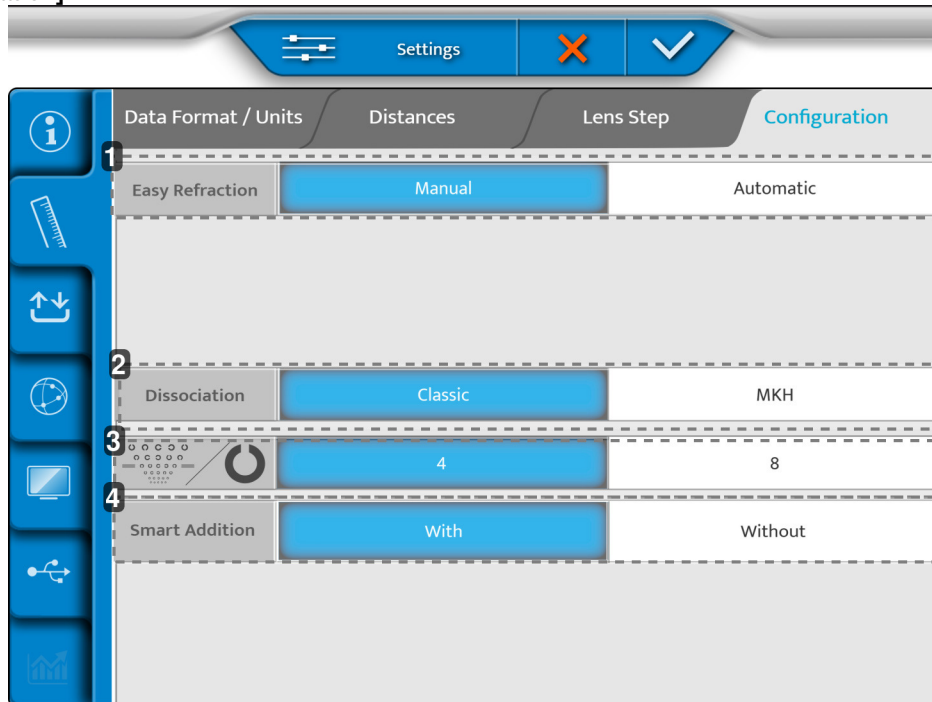 Settings
Data Format / Units Distances Lens Step Configuration
1
Easy Refraction Manual Automatic
2
Dissociation Classic MKH
3
4 8
4
Smart Addition With Without